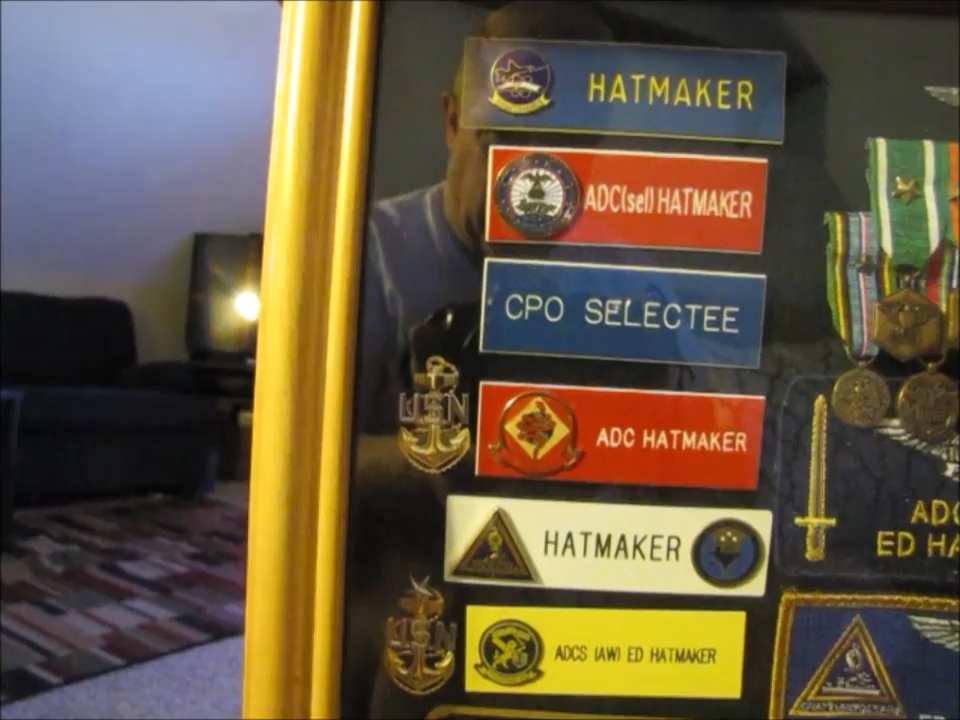 HATMAKER
ADC(sel) HATMAKER
CPO SELECTEE
USN
ADC HATMAKER
HATMAKER
USN
ADCS (AW) ED HATMAKER
ADC
ED HA